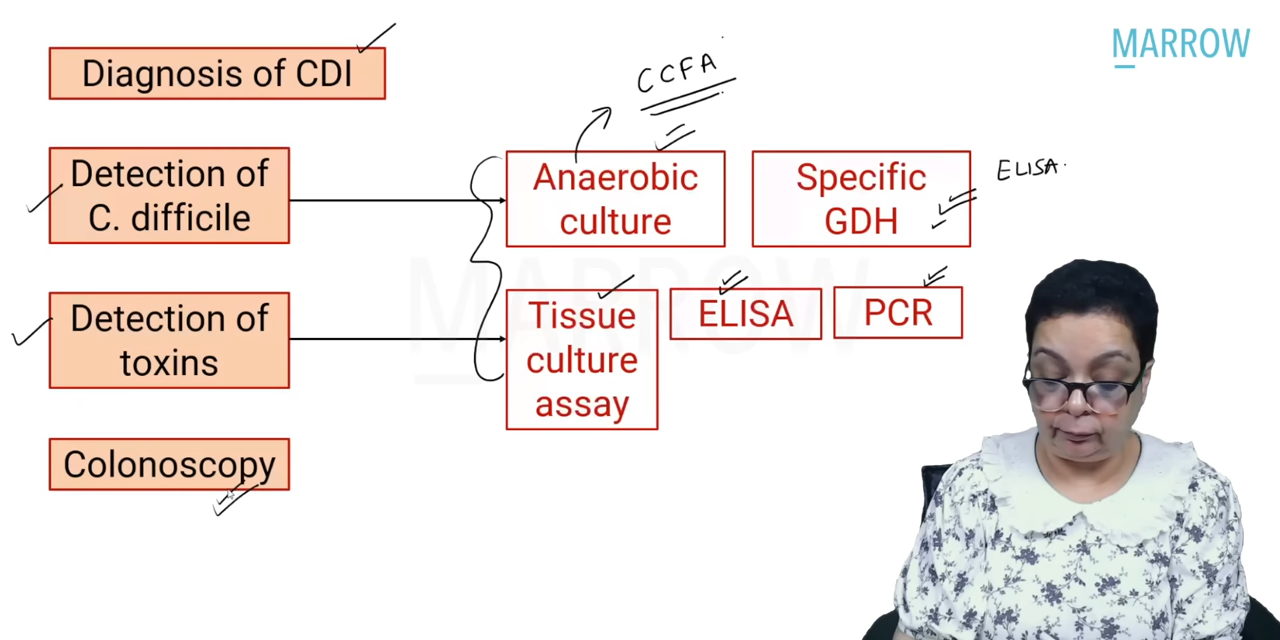 MARROW
Diagnosis of CDI
CCFA
Detection of
C. difficile
Anaerobic
culture
Specific
GDH
ELISA.
Detection of
toxins
Tissue
culture
assay
ELISA
PCR
Colonoscopy
MARROW